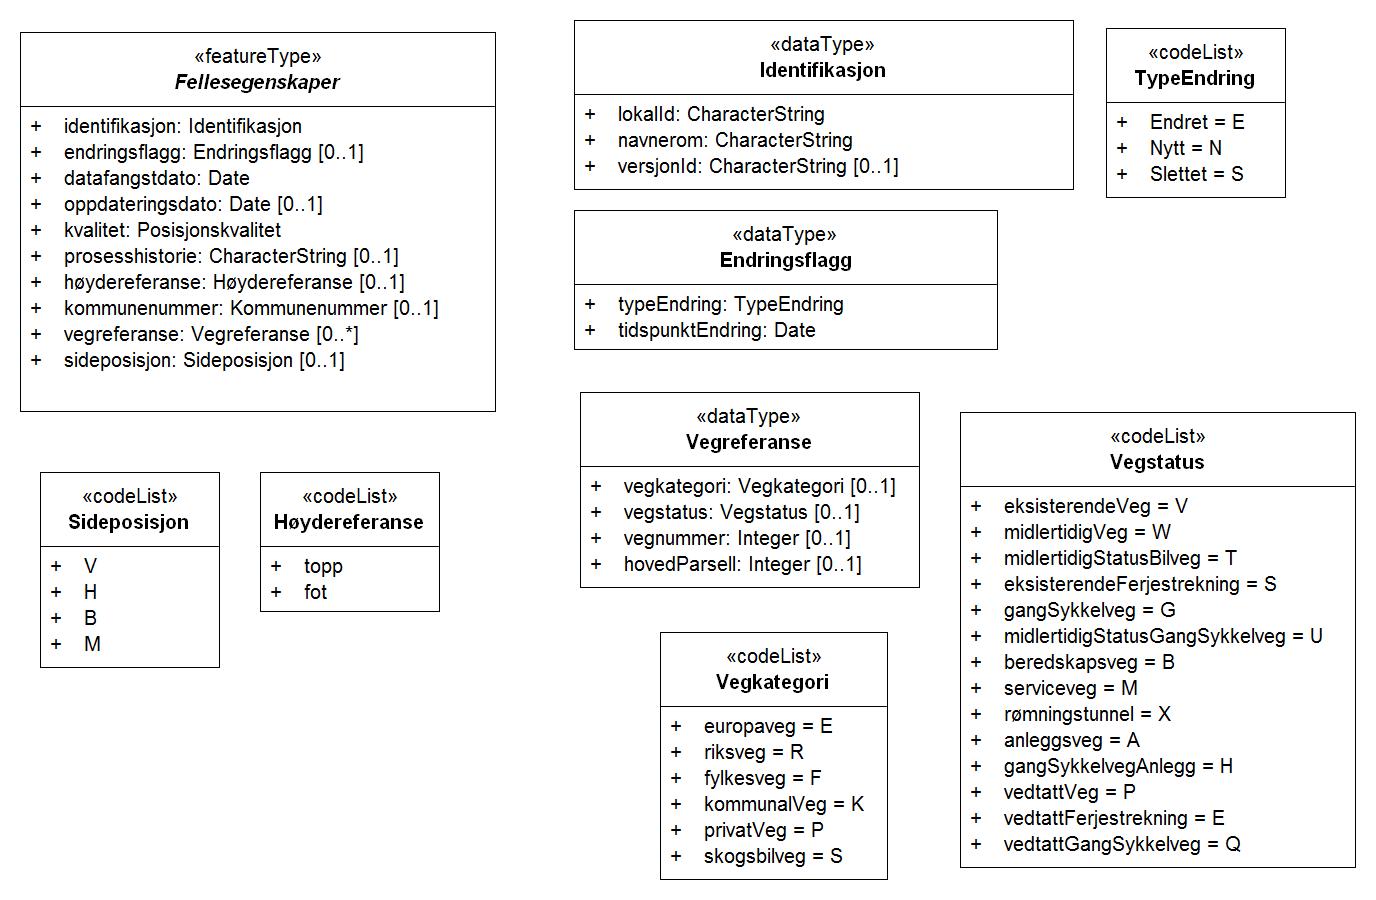 «featureType»
Fellesegenskaper
+ identifikasjon: Identifikasjon
+ endringsflagg: Endringsflagg [0..1]
+ datafangstdato: Date
+ oppdateringsdato: Date [0..1]
+ kvalitet: Posisjonskvalitet
+ prosesshistorie: CharacterString [0..1]
+ høydereferanse: Høydereferanse [0..1]
+ kommunenummer: Kommunenummer [0..1]
+ vegreferanse: Vegreferanse [0..*]
+ sideposisjon: Sideposisjon [0..1]
«dataType»
Identifikasjon
+ lokalId: CharacterString
+ navnerom: CharacterString
+ versjonId: CharacterString [0..1]
«codeList»
TypeEndring
+ Endret = E
+ Nytt = N
+ Slettet = S
«dataType»
Endringsflagg
+ typeEndring: TypeEndring
+ tidspunktEndring: Date
«codeList»
Sideposisjon
+ V
+ H
+ B
+ M
«codeList»
Høydereferanse
+ topp
+ fot
«dataType»
Vegreferanse
+ vegkategori: Vegkategori [0..1]
+ vegstatus: Vegstatus [0..1]
+ vegnummer: Integer [0..1]
+ hovedParsell: Integer [0..1]
«codeList»
Vegkategori
+ europaveg = E
+ riksveg = R
+ fylkesveg = F
+ kommunalVeg = K
+ privatVeg = P
+ skogsbilveg = S
«codeList»
Vegstatus
+ eksisterendeVeg = V
+ midlertidigVeg = W
+ midlertidigStatusBilveg = T
+ eksisterendeFerjestrekning = S
+ gangSykkelveg = G
+ midlertidigStatusGangSykkelveg = U
+ beredskapsveg = B
+ serviceveg = M
+ rømningstunnel = X
+ anleggsveg = A
+ gangSykkelvegAnlegg = H
+ vedtattVeg = P
+ vedtattFerjestrekning = E
+ vedtattGangSykkelveg = Q